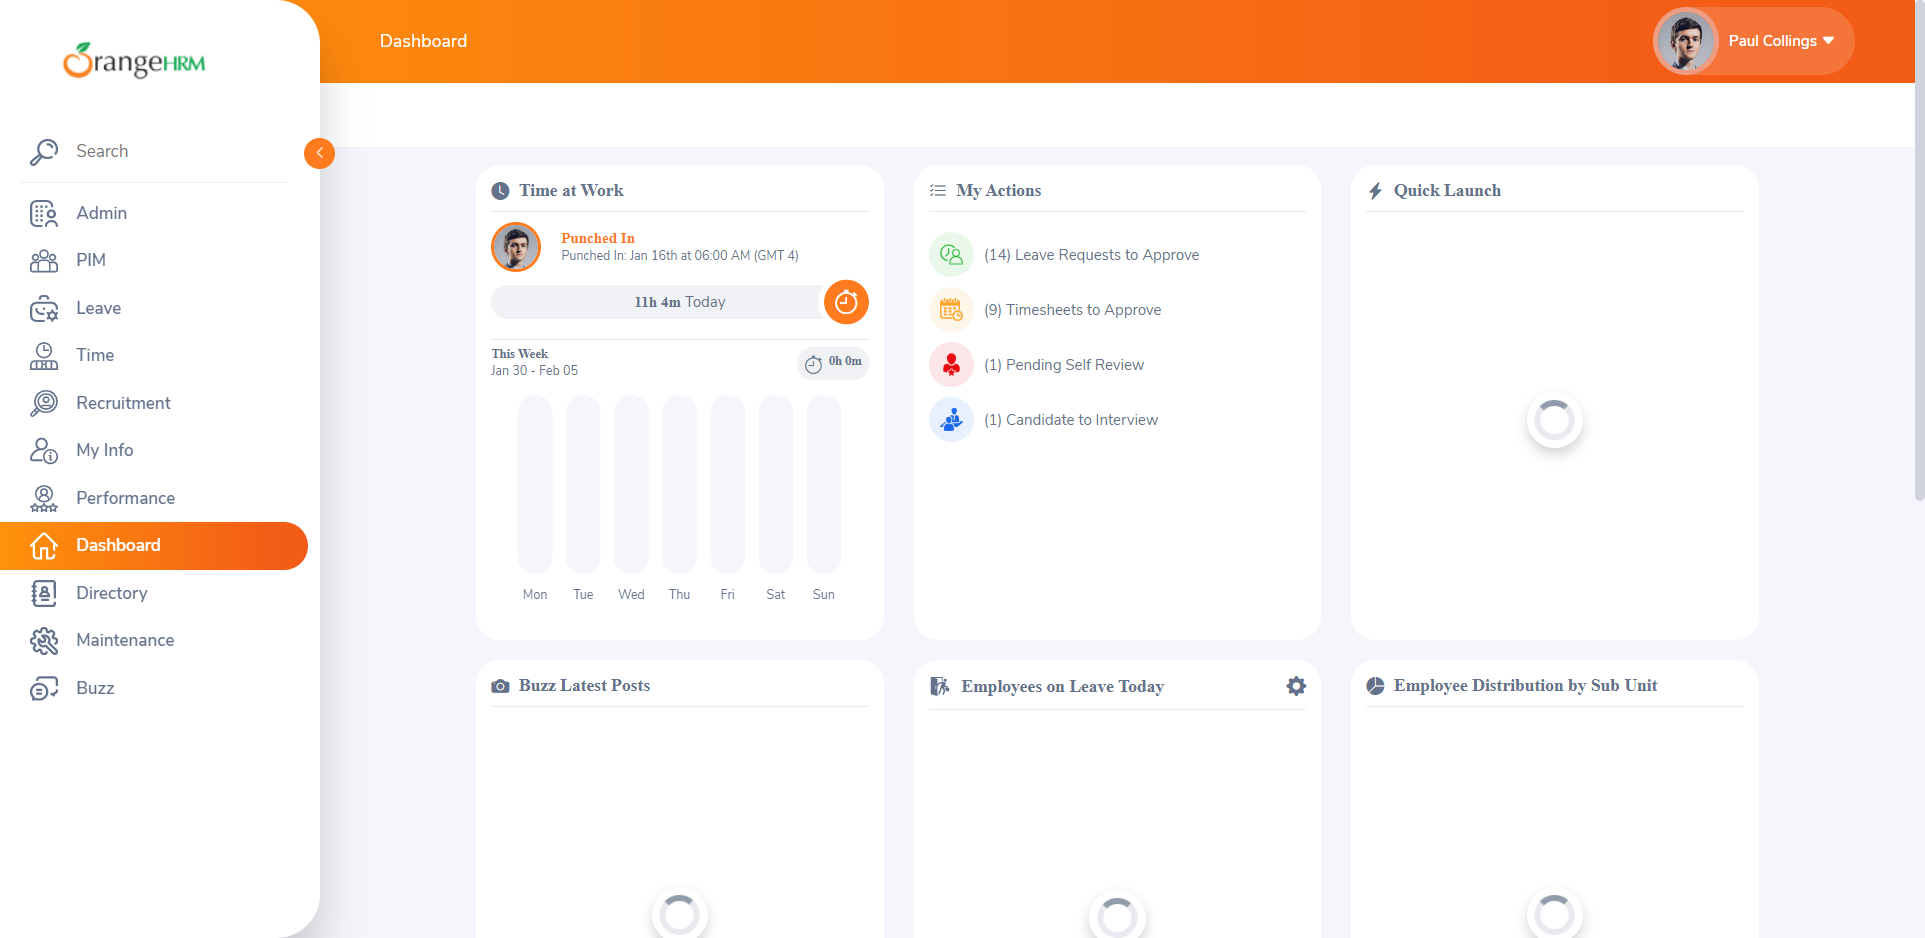 OrangeHRM
Dashboard
Paul Collings
Search
Admin
PIM
Leave
Time
Recruitment
My Info
Performance
Dashboard
Directory
Maintenance
Buzz
Time at Work
Punched In
Punched In: Jan 16th at 06:00 AM (GMT 4)
11h 4m Today
This Week
Jan 30 - Feb 05
0h 0m
Mon Tue Wed Thu Fri Sat Sun
My Actions
(14) Leave Requests to Approve
(9) Timesheets to Approve
(1) Pending Self Review
(1) Candidate to Interview
Quick Launch
Buzz Latest Posts
Employees on Leave Today
Employee Distribution by Sub Unit